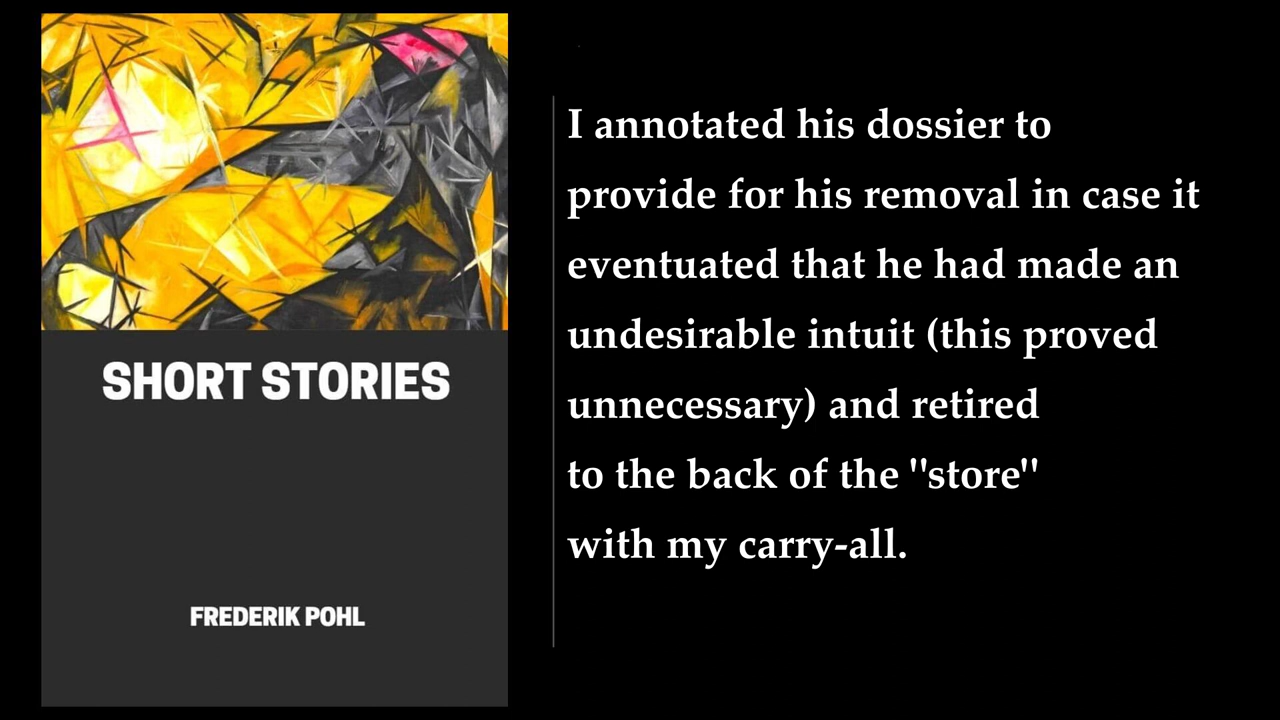 SHORT STORIES
FREDERIK POHL
I annotated his dossier to
provide for his removal in case it
eventuated that he had made an
undesirable intuit (this proved
unnecessary) and retired
to the back of the "store"
with my carry-all.